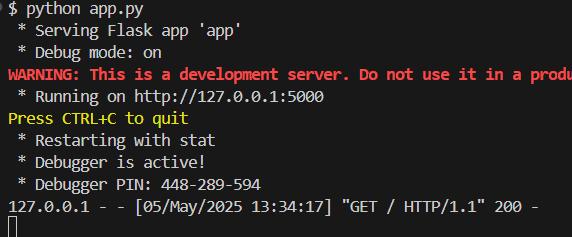 $ python app.py
* Serving Flask app 'app'
* Debug mode: on
WARNING: This is a development server. Do not use it in a produ
* Running on http://127.0.0.1:5000
Press CTRL+C to quit
* Restarting with stat
* Debugger is active!
* Debugger PIN: 448-289-594
127.0.0.1 - - [05/May/2025 13:34:17] "GET / HTTP/1.1" 200 -